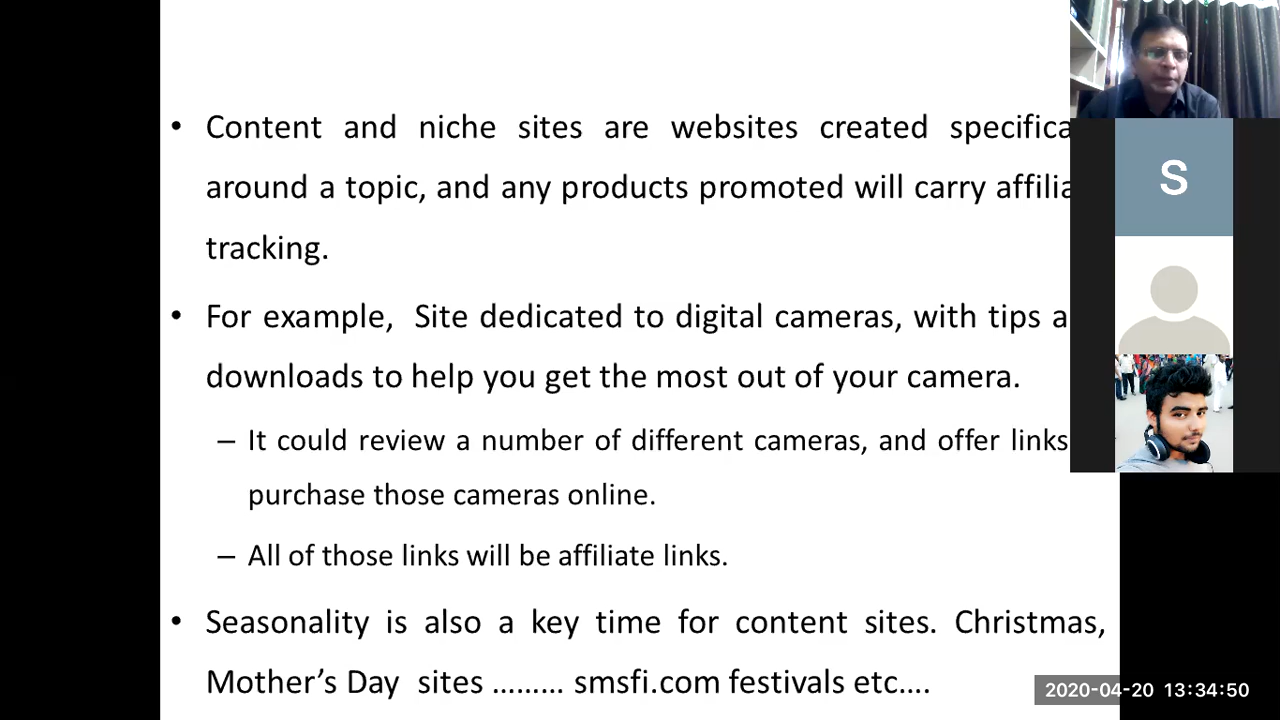 • Content and niche sites are websites created specifica
around a topic, and any products promoted will carry affilia
tracking.
• For example, Site dedicated to digital cameras, with tips a
downloads to help you get the most out of your camera.
– It could review a number of different cameras, and offer links
purchase those cameras online.
– All of those links will be affiliate links.
• Seasonality is also a key time for content sites. Christmas,
Mother’s Day sites ……… smsfi.com festivals etc….
S
2020-04-20 13:34:50